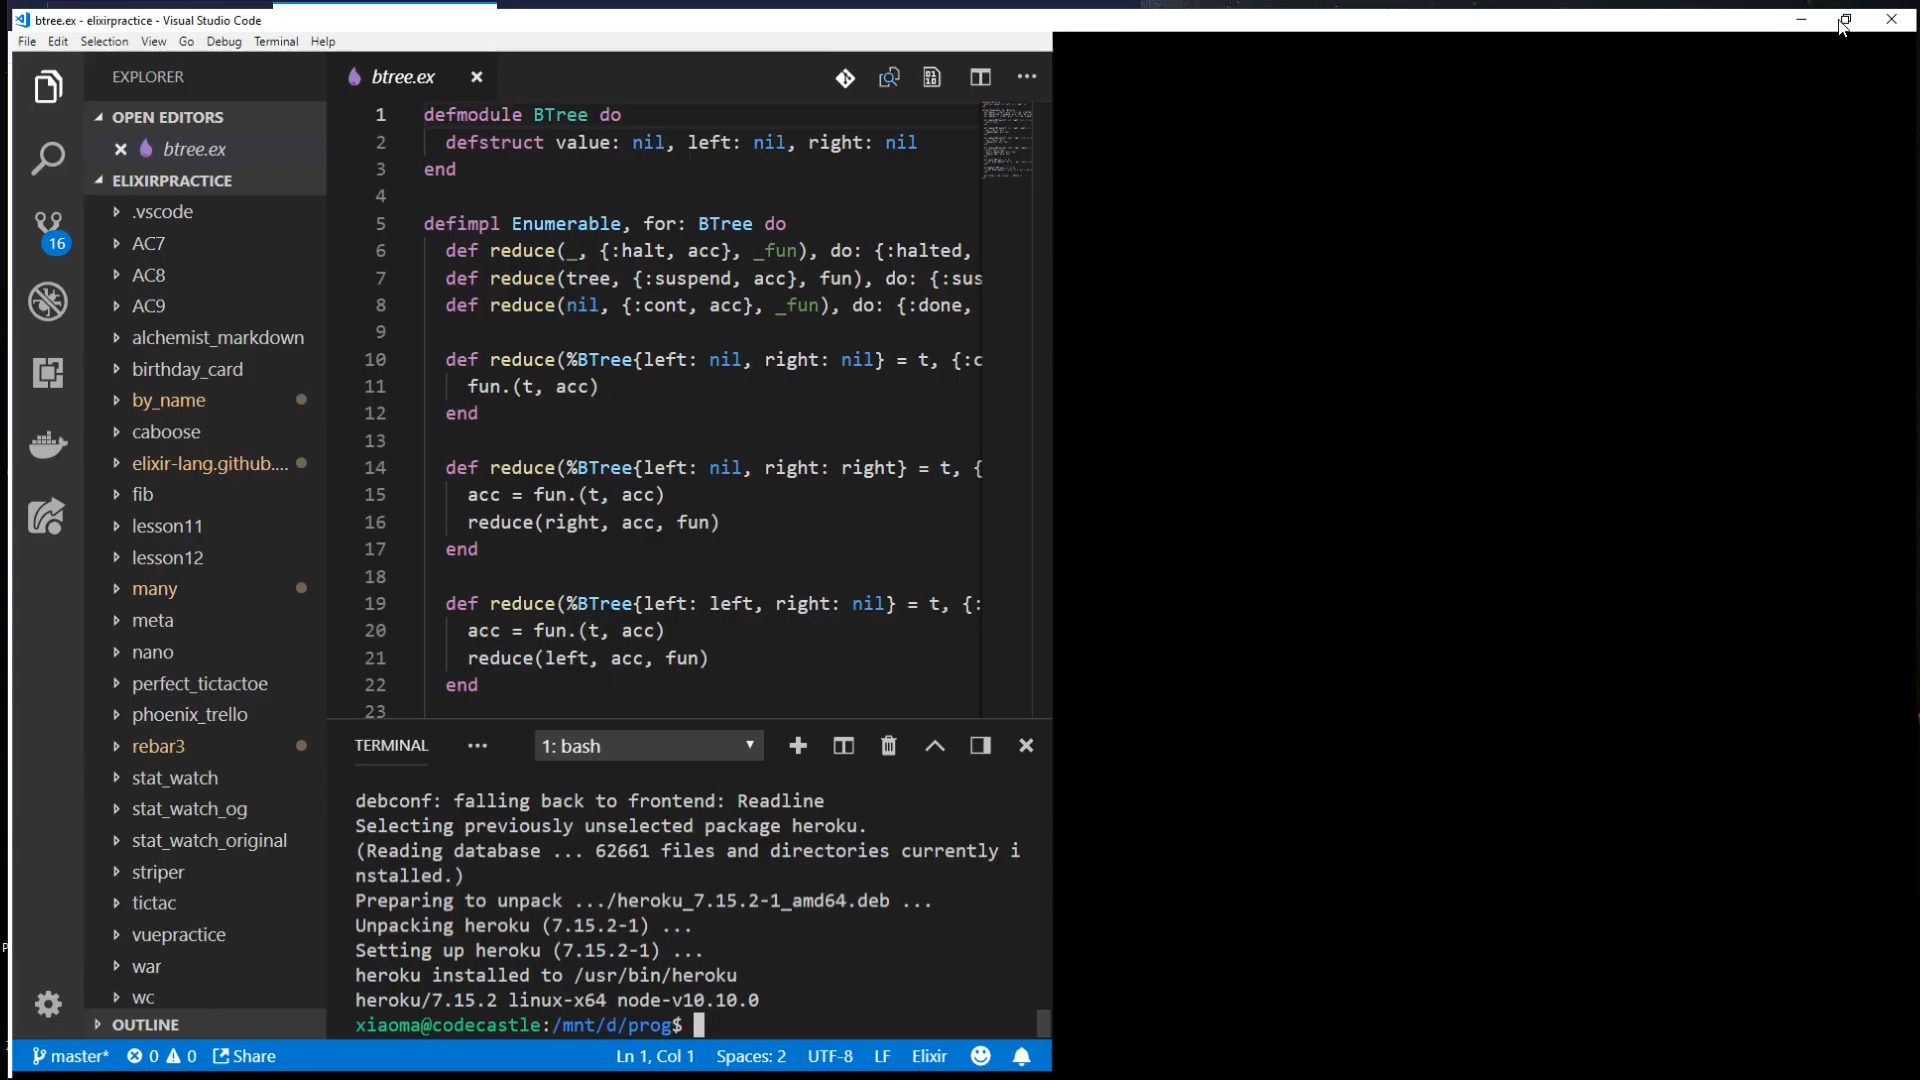 btree.ex - elixirpractice - Visual Studio Code
File Edit Selection View Go Debug Terminal Help
EXPLORER
OPEN EDITORS
btree.ex
ELIXIRPRACTICE
.vscode
AC7
AC8
AC9
alchemist_markdown
birthday_card
by_name
caboose
elixir-lang.github....
fib
lesson11
lesson12
many
meta
nano
perfect_tictactoe
phoenix_trello
rebar3
stat_watch
stat_watch_og
stat_watch_original
striper
tictac
vuepractice
war
wc
OUTLINE
16
btree.ex
1 defmodule BTree do
2 defstruct value: nil, left: nil, right: nil
3 end
4
5 defimpl Enumerable, for: BTree do
6 def reduce(_, {:halt, acc}, _fun), do: {:halted,
7 def reduce(tree, {:suspend, acc}, fun), do: {:sus
8 def reduce(nil, {:cont, acc}, _fun), do: {:done,
9
10 def reduce(%BTree{left: nil, right: nil} = t, {:c
11 fun.(t, acc)
12 end
13
14 def reduce(%BTree{left: nil, right: right} = t, {
15 acc = fun.(t, acc)
16 reduce(right, acc, fun)
17 end
18
19 def reduce(%BTree{left: left, right: nil} = t, {:
20 acc = fun.(t, acc)
21 reduce(left, acc, fun)
22 end
23
TERMINAL 1: bash
debconf: falling back to frontend: Readline
Selecting previously unselected package heroku.
(Reading database ... 62661 files and directories currently i
nstalled.)
Preparing to unpack .../heroku_7.15.2-1_amd64.deb ...
Unpacking heroku (7.15.2-1) ...
Setting up heroku (7.15.2-1) ...
heroku installed to /usr/bin/heroku
heroku/7.15.2 linux-x64 node-v10.10.0
xiaoma@codecastle:/mnt/d/prog$
master* 0 0 Share Ln 1, Col 1 Spaces: 2 UTF-8 LF Elixir